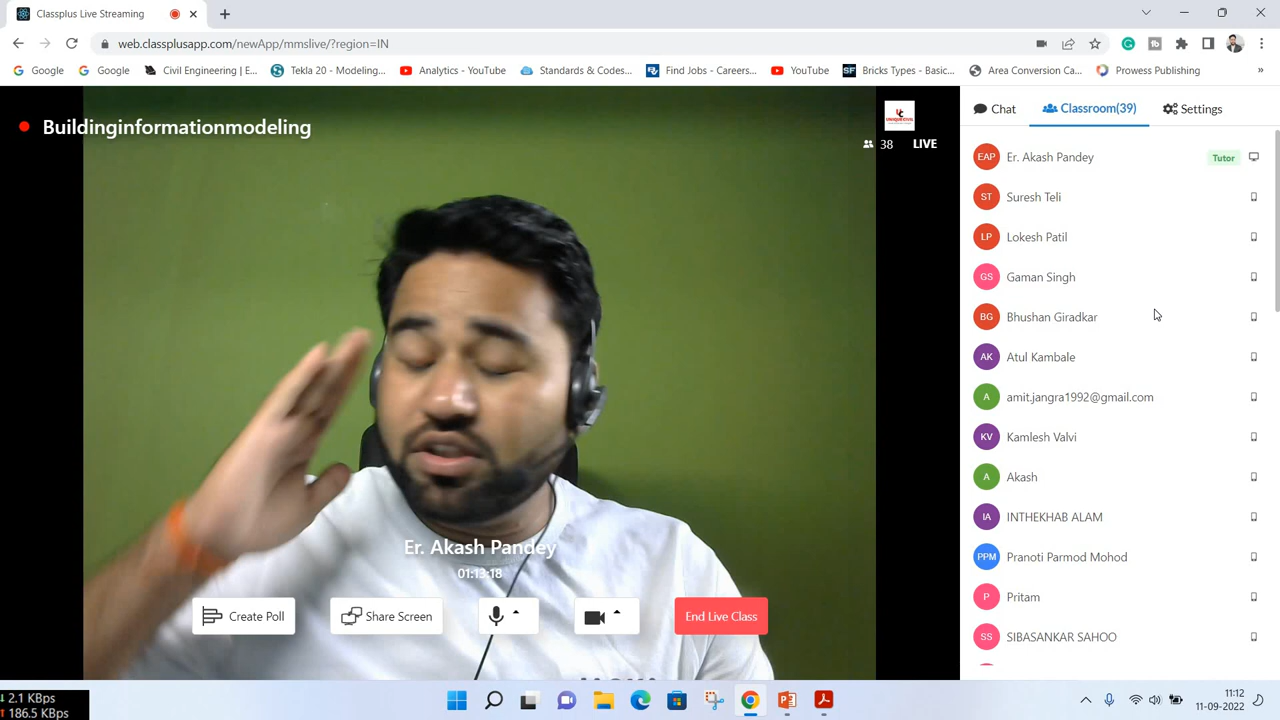 Classplus Live Streaming
web.classplusapp.com/newApp/mmslive/?region=IN
Google
Google
Civil Engineering | E...
Tekla 20 - Modeling...
Analytics - YouTube
Standards & Codes...
Find Jobs - Careers...
YouTube
SF
Bricks Types - Basic...
Area Conversion Ca...
Prowess Publishing
»
Buildinginformationmodeling
UC
UNIQUE CIVIL
38 LIVE
Chat
Classroom(39)
Settings
EAP Er. Akash Pandey Tutor
ST Suresh Teli
LP Lokesh Patil
GS Gaman Singh
BG Bhushan Giradkar
AK Atul Kambale
A amit.jangra1992@gmail.com
KV Kamlesh Valvi
A Akash
IA INTHEKHAB ALAM
PPM Pranoti Parmod Mohod
P Pritam
SS SIBASANKAR SAHOO
Er. Akash Pandey
01:13:18
Create Poll
Share Screen
End Live Class
↓ 2.1 KBps
↑ 186.5 KBps
11:12
11-09-2022